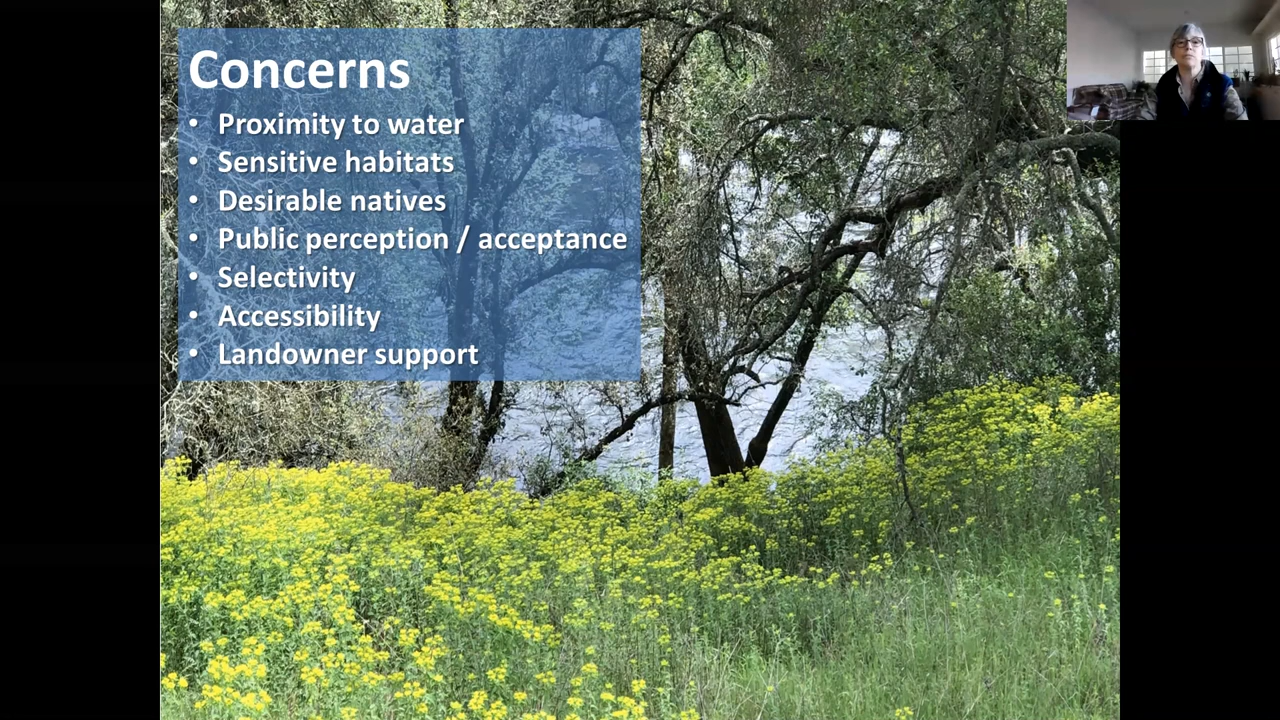 Concerns
• Proximity to water
• Sensitive habitats
• Desirable natives
• Public perception / acceptance
• Selectivity
• Accessibility
• Landowner support